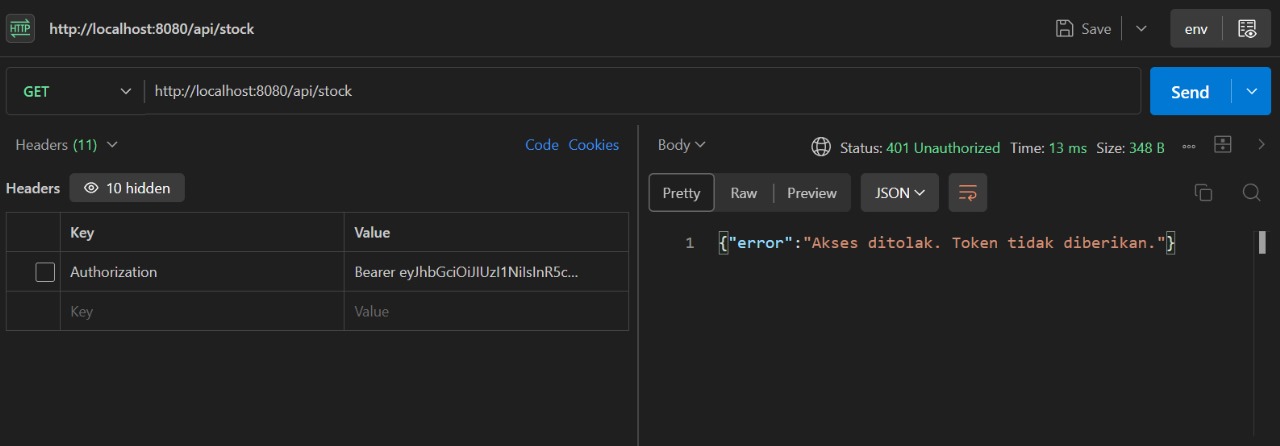 HTTP http://localhost:8080/api/stock Save env
GET http://localhost:8080/api/stock Send
Headers (11) Code Cookies
Headers 10 hidden
Key Value
Authorization Bearer eyJhbGciOiJIUzI1NiIsInR5c...
Key Value
Body Status: 401 Unauthorized Time: 13 ms Size: 348 B
Pretty Raw Preview JSON
1 {"error":"Akses ditolak. Token tidak diberikan."}